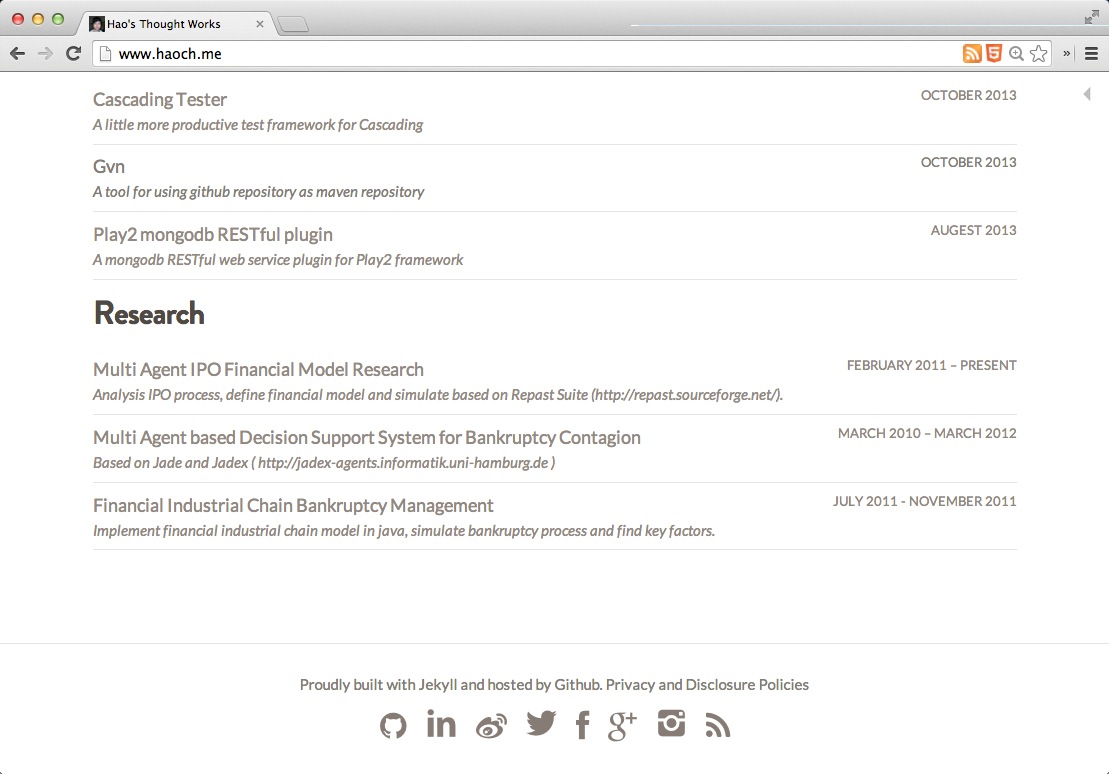 Hao's Thought Works
www.haoch.me
Cascading Tester
OCTOBER 2013
A little more productive test framework for Cascading
Gvn
OCTOBER 2013
A tool for using github repository as maven repository
Play2 mongodb RESTful plugin
AUGEST 2013
A mongodb RESTful web service plugin for Play2 framework
Research
Multi Agent IPO Financial Model Research
FEBRUARY 2011 – PRESENT
Analysis IPO process, define financial model and simulate based on Repast Suite (http://repast.sourceforge.net/).
Multi Agent based Decision Support System for Bankruptcy Contagion
MARCH 2010 – MARCH 2012
Based on Jade and Jadex ( http://jadex-agents.informatik.uni-hamburg.de )
Financial Industrial Chain Bankruptcy Management
JULY 2011 - NOVEMBER 2011
Implement financial industrial chain model in java, simulate bankruptcy process and find key factors.
Proudly built with Jekyll and hosted by Github. Privacy and Disclosure Policies